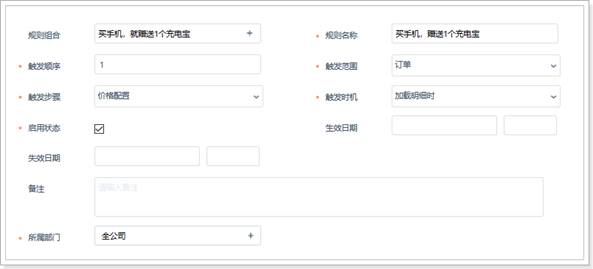 规则组合 买手机，就赠送1个充电宝 + * 规则名称 买手机，赠送1个充电宝
* 触发顺序 1 * 触发范围 订单
* 触发步骤 价格配置 * 触发时机 加载明细时
* 启用状态 生效日期
失效日期
备注 请输入备注
* 所属部门 全公司 +